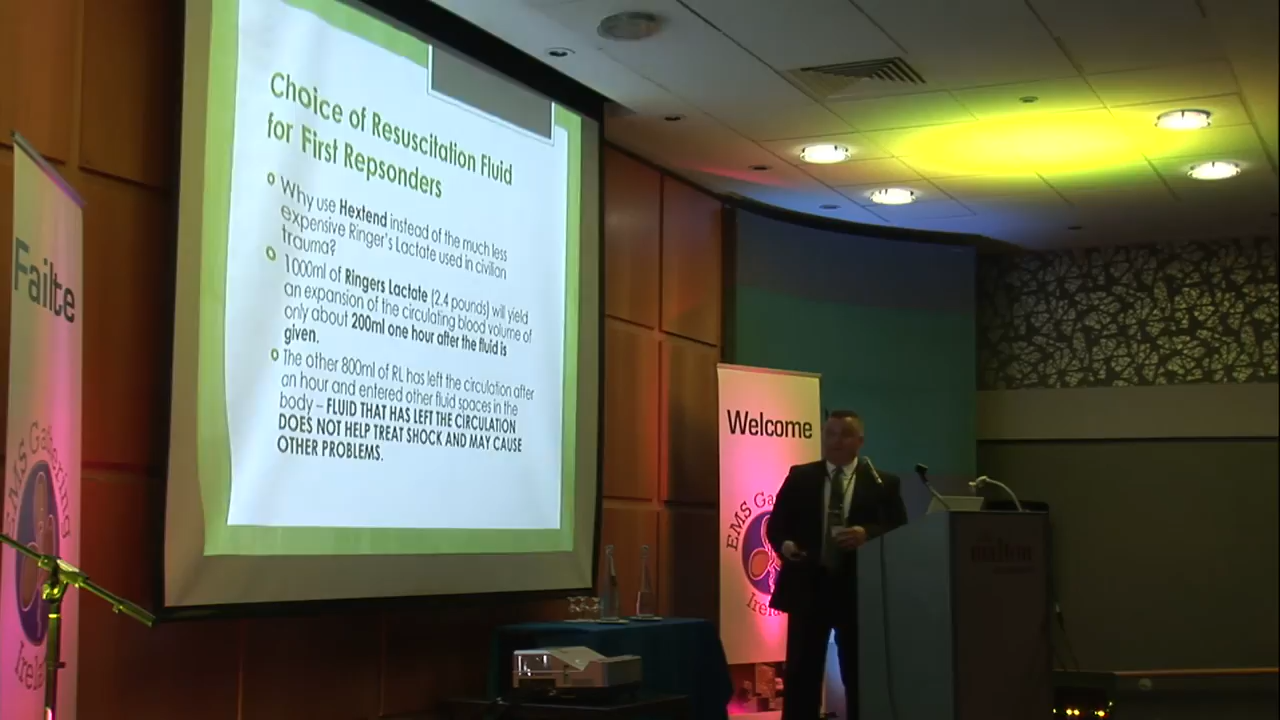 Choice of Resuscitation Fluid
for First Repsonders
Why use Hextend instead of the much less
expensive Ringer's Lactate used in civilian
trauma?
1000ml of Ringers Lactate (2.4 pounds) will yield
an expansion of the circulating blood volume of
only about 200ml one hour after the fluid is
given.
The other 800ml of RL has left the circulation after
an hour and entered other fluid spaces in the
body – FLUID THAT HAS LEFT THE CIRCULATION
DOES NOT HELP TREAT SHOCK AND MAY CAUSE
OTHER PROBLEMS.
Failte
EMS Gathering
Ireland
Welcome
EMS Ga
Irela